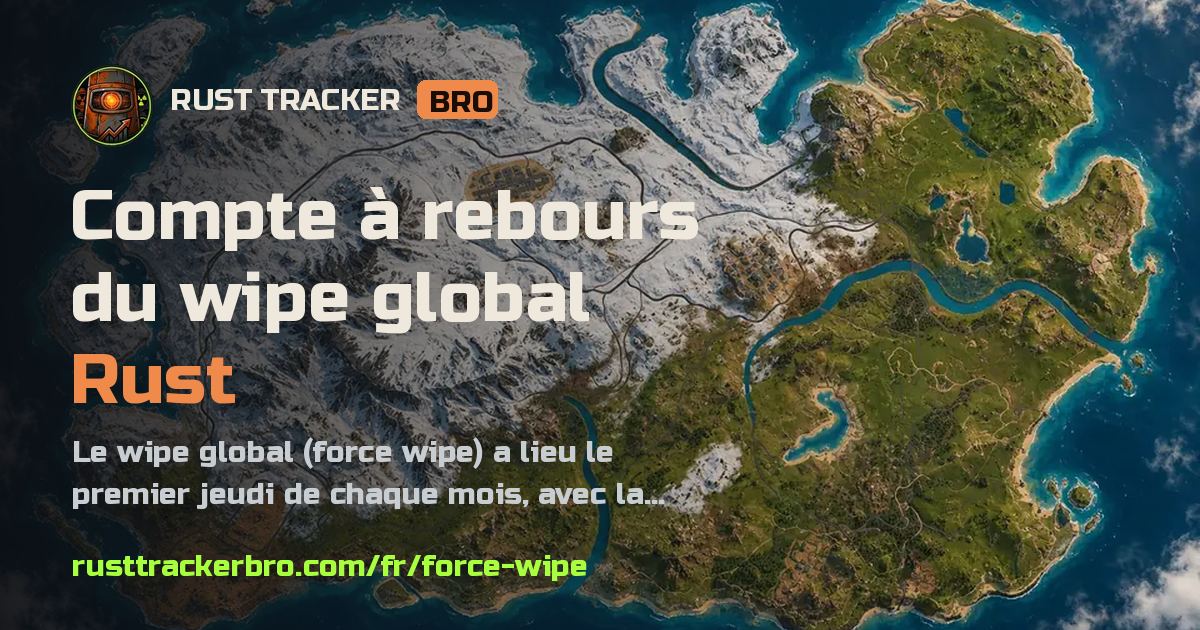 RUST TRACKER BRO
Compte à rebours
du wipe global
Rust
Le wipe global (force wipe) a lieu le
premier jeudi de chaque mois, avec la...
rusttrackerbro.com/fr/force-wipe